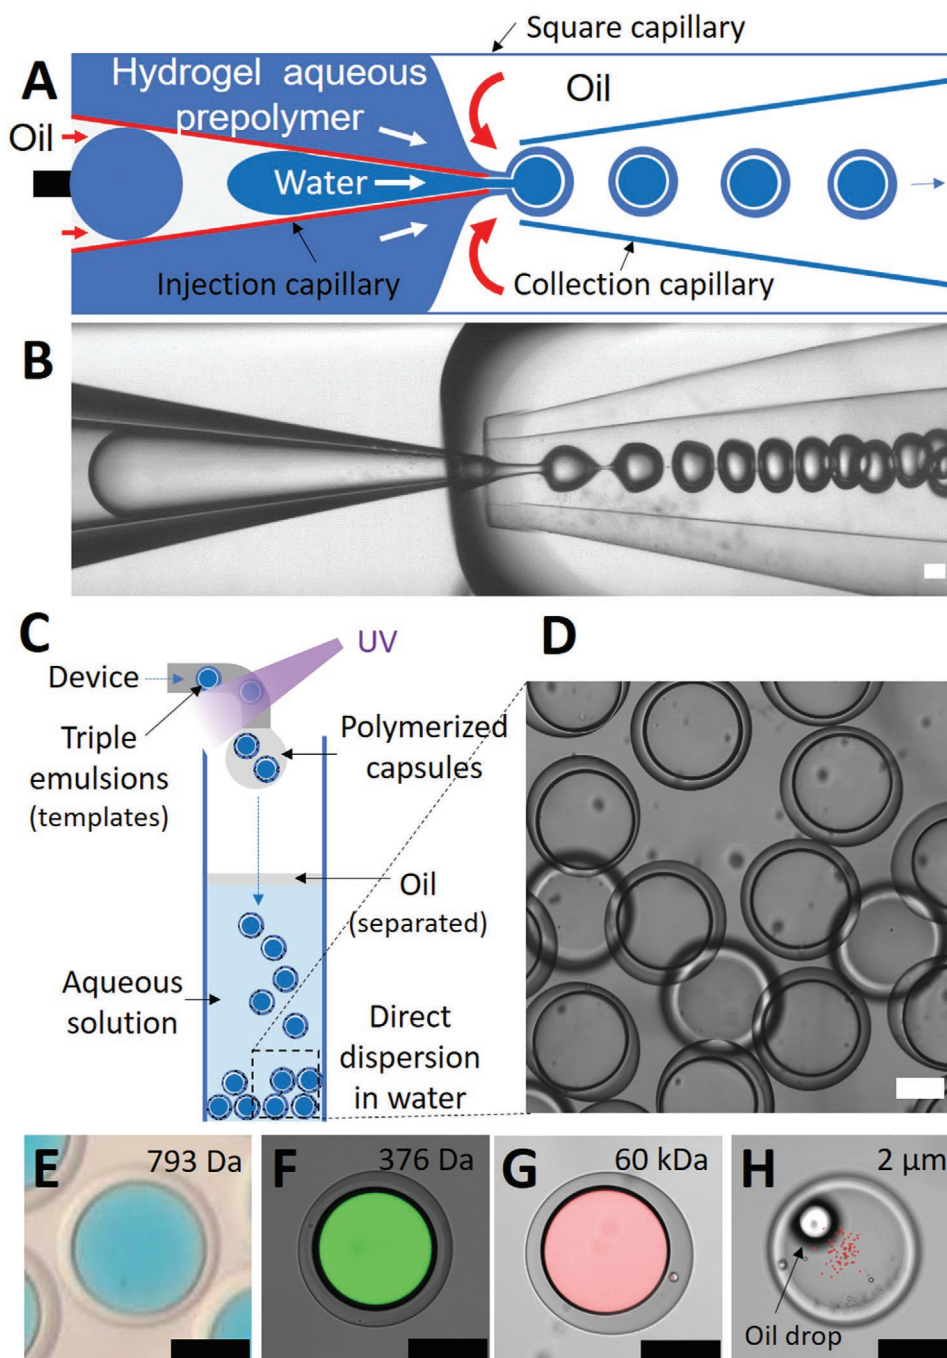 A
Square capillary
Hydrogel aqueous
prepolymer
Oil
Oil
Water
Injection capillary
Collection capillary
B
C
D
UV
Device
Triple
emulsions
(templates)
Polymerized
capsules
Oil
(separated)
Aqueous
solution
Direct
dispersion
in water
E
793 Da
F
376 Da
G
60 kDa
H
2 μm
Oil drop